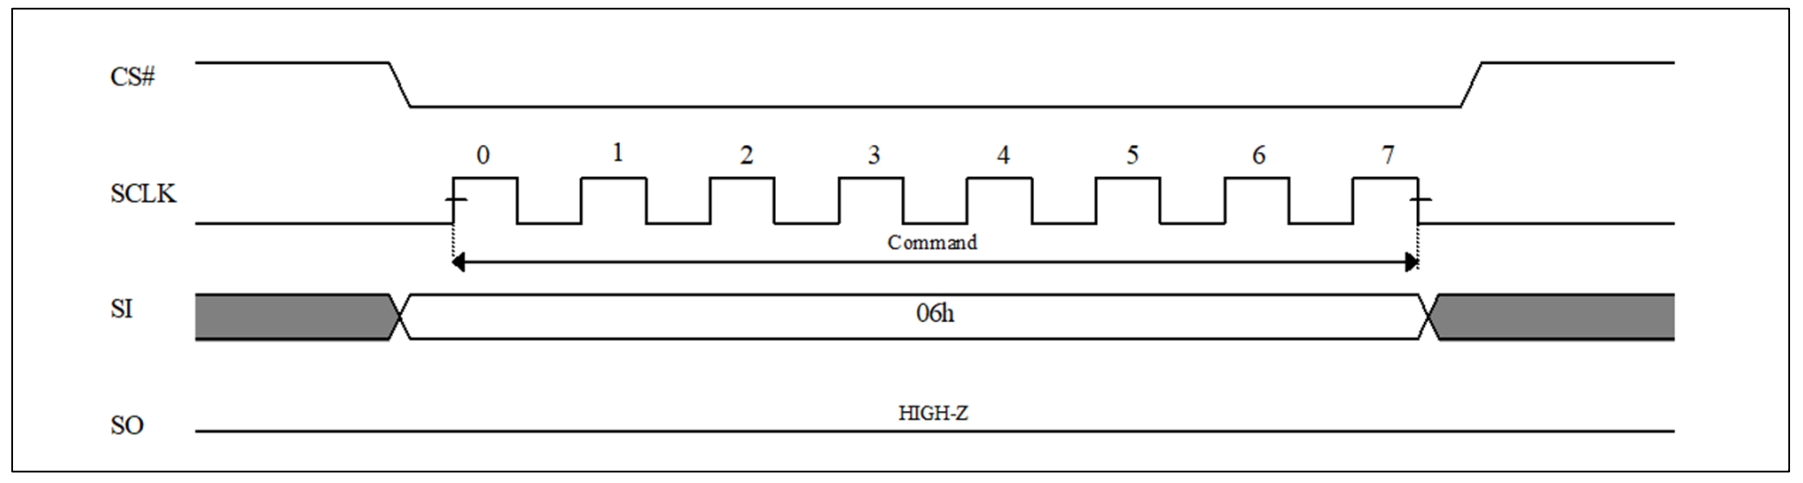 CS#
0 1 2 3 4 5 6 7
SCLK
Command
SI
06h
HIGH-Z
SO